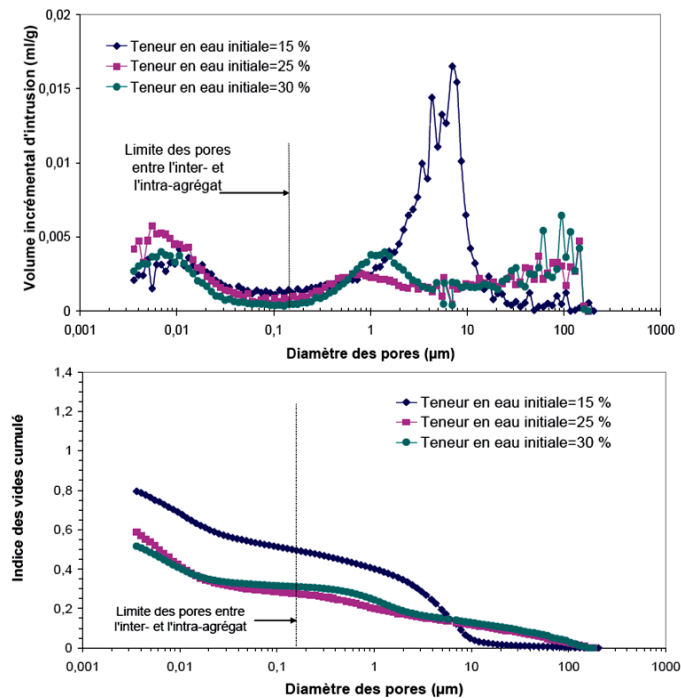 0,02
0,015
0,01
0,005
0
Volume incrémental d'intrusion (ml/g)
Teneur en eau initiale=15 %
Teneur en eau initiale=25 %
Teneur en eau initiale=30 %
Limite des pores
entre l'inter- et
l'intra-agrégat
0,001
0,01
0,1
1
10
100
1000
Diamètre des pores (µm)
1,4
1,2
1
0,8
0,6
0,4
0,2
0
Indice des vides cumulé
Teneur en eau initiale=15 %
Teneur en eau initiale=25 %
Teneur en eau initiale=30 %
Limite des pores entre
l'inter- et l'intra-agrégat
0,001
0,01
0,1
1
10
100
1000
Diamètre des pores (µm)